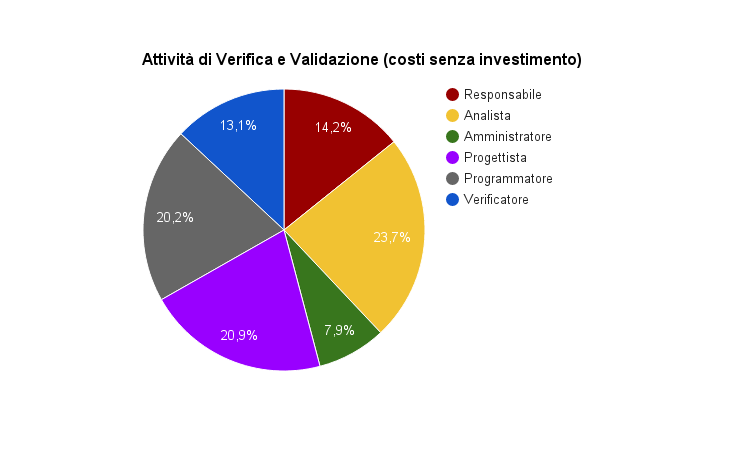 Attività di Verifica e Validazione (costi senza investimento)
Responsabile
Analista
Amministratore
Progettista
Programmatore
Verificatore
13,1%
14,2%
20,2%
23,7%
20,9%
7,9%